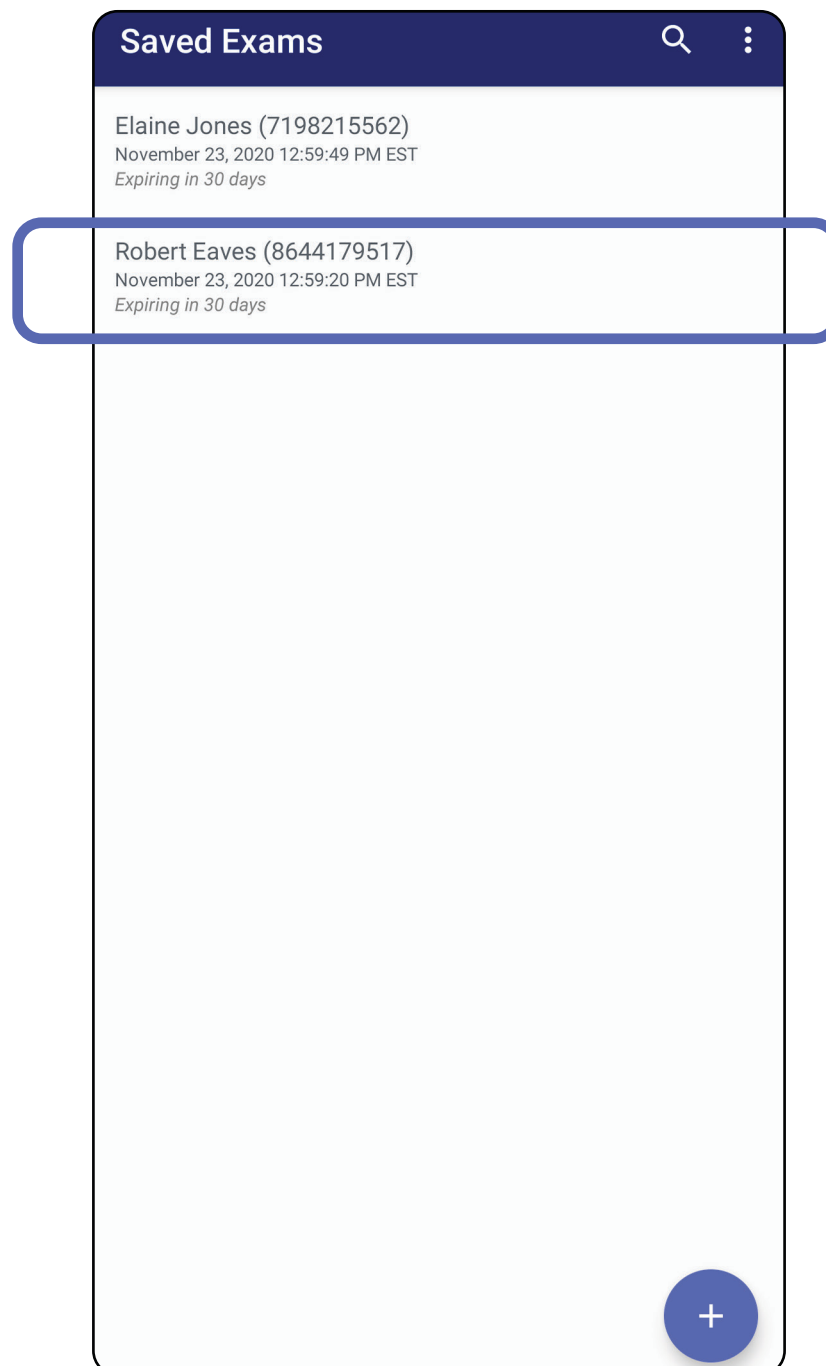 Saved Exams
Elaine Jones (7198215562)
November 23, 2020 12:59:49 PM EST
Expiring in 30 days
Robert Eaves (8644179517)
November 23, 2020 12:59:20 PM EST
Expiring in 30 days
+